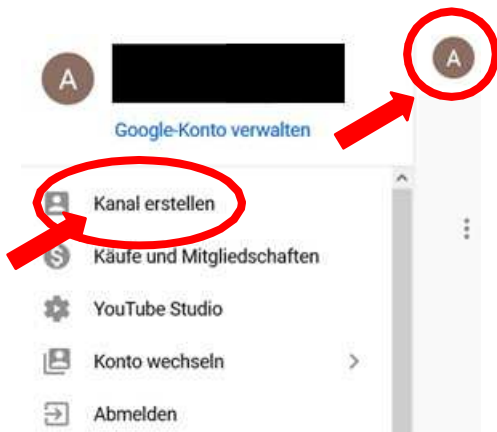 A
A
Google-Konto verwalten
Kanal erstellen
Käufe und Mitgliedschaften
YouTube Studio
Konto wechseln
Abmelden